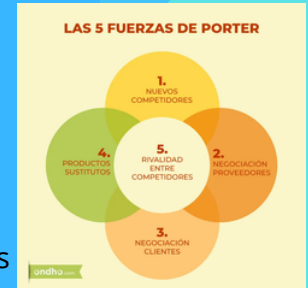 LAS 5 FUERZAS DE PORTER
1.
NUEVOS
COMPETIDORES
4.
PRODUCTOS
SUSTITUTOS
5.
RIVALIDAD
ENTRE
COMPETIDORES
2.
NEGOCIACIÓN
PROVEEDORES
3.
NEGOCIACIÓN
CLIENTES
s
ondho.com